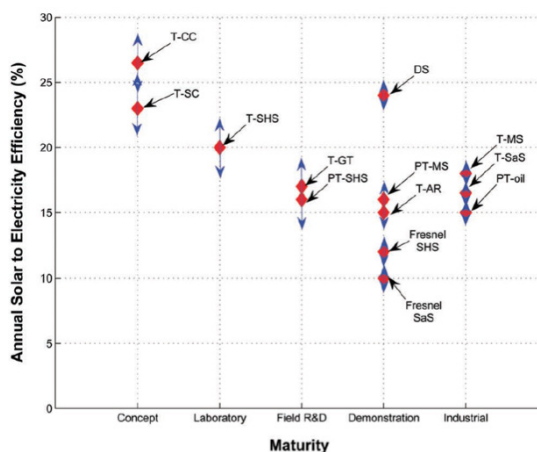 Annual Solar to Electricity Efficiency (%)
30
25
20
15
10
5
0
T-CC
T-SC
T-SHS
T-GT
PT-SHS
DS
PT-MS
T-AR
Fresnel
SHS
Fresnel
SaS
T-MS
T-SaS
PT-oil
Concept
Laboratory
Field R&D
Demonstration
Industrial
Maturity